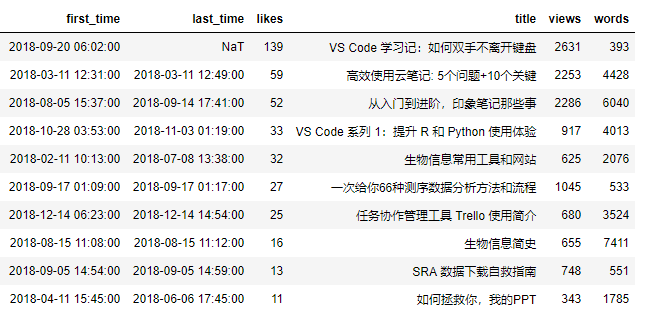 first_time last_time likes title views words
2018-09-20 06:02:00 NaT 139 VS Code 学习记：如何双手不离开键盘 2631 393
2018-03-11 12:31:00 2018-03-11 12:49:00 59 高效使用云笔记: 5个问题+10个关键 2253 4428
2018-08-05 15:37:00 2018-09-14 17:41:00 52 从入门到进阶，印象笔记那些事 2286 6040
2018-10-28 03:53:00 2018-11-03 01:19:00 33 VS Code 系列 1：提升 R 和 Python 使用体验 917 4013
2018-02-11 10:13:00 2018-07-08 13:38:00 32 生物信息常用工具和网站 625 2076
2018-09-17 01:09:00 2018-09-17 01:17:00 27 一次给你66种测序数据分析方法和流程 1045 533
2018-12-14 06:23:00 2018-12-14 14:54:00 25 任务协作管理工具 Trello 使用简介 680 3524
2018-08-15 11:08:00 2018-08-15 11:12:00 16 生物信息简史 655 7411
2018-09-05 14:54:00 2018-09-05 14:59:00 13 SRA 数据下载自救指南 748 551
2018-04-11 15:45:00 2018-06-06 17:45:00 11 如何拯救你，我的PPT 343 1785